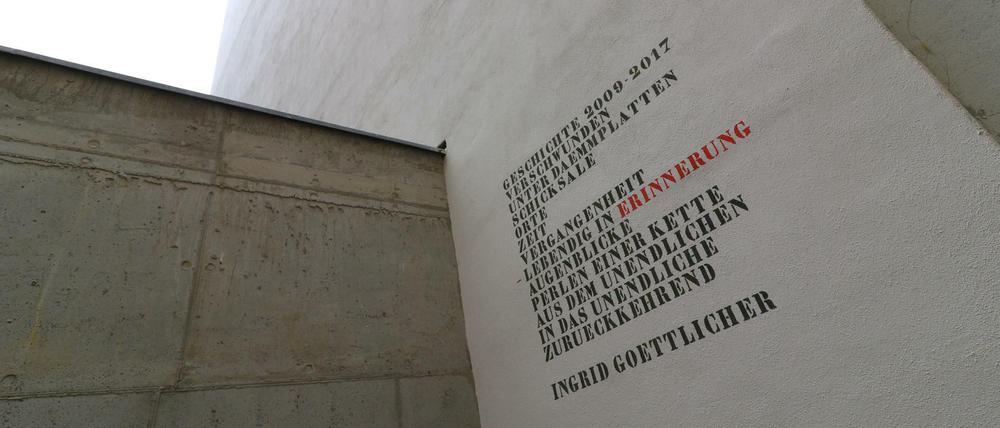 GESCHICHTE 2009-2017
VERSCHWUNDEN
UNTER DAEMMPLATTEN
SCHICKSALE
ORTE
ZEIT
VERGANGENHEIT
-LEBENDIG IN ERINNERUNG
AUGENBLICKE
PERLEN EINER KETTE
AUS DEM UNENDLICHEN
IN DAS UNENDLICHE
ZURUECKKEHREND
INGRID GOETTLICHER